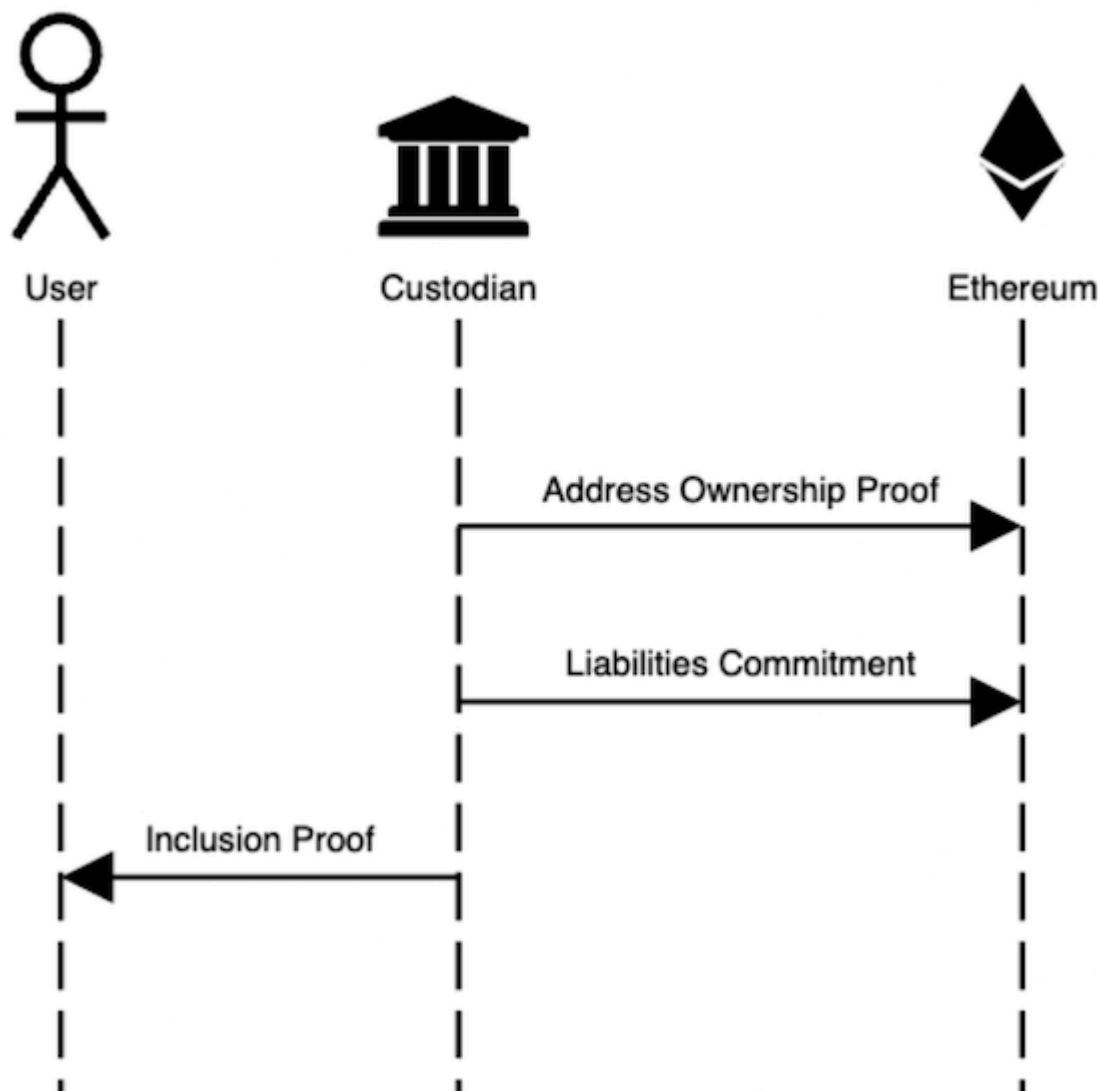 User
Custodian
Ethereum
Address Ownership Proof
Liabilities Commitment
Inclusion Proof